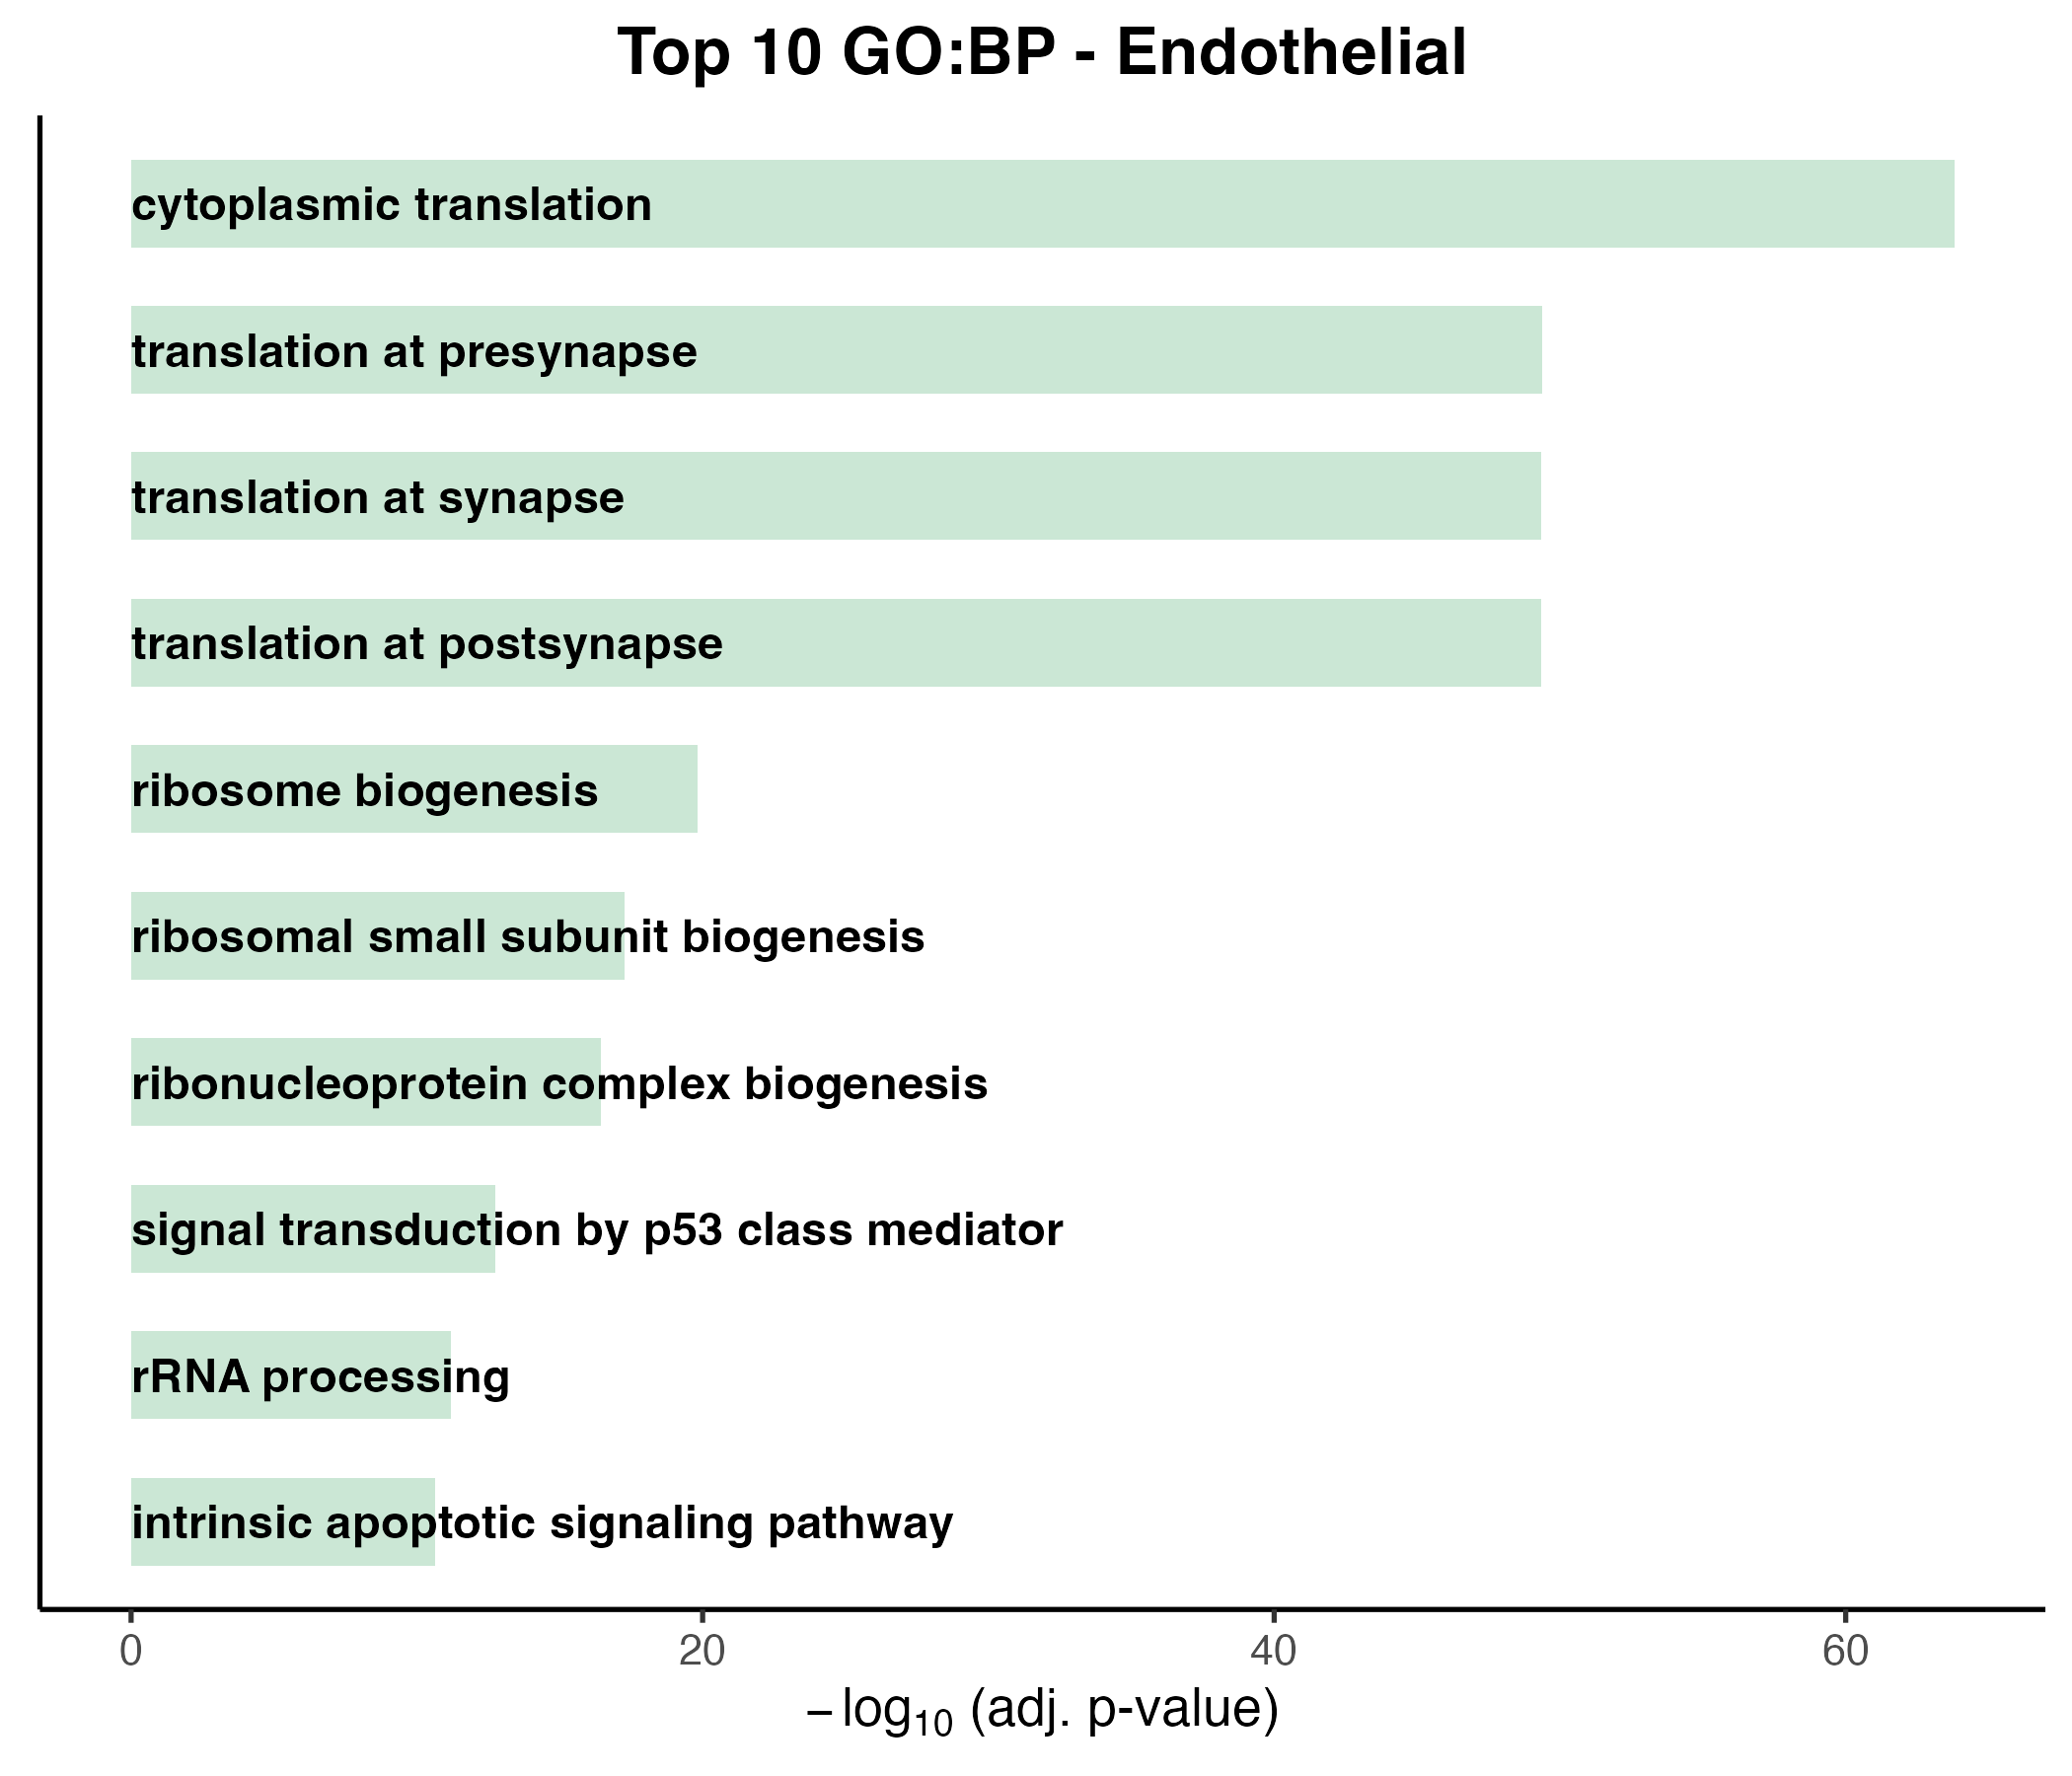 Top 10 GO:BP - Endothelial
cytoplasmic translation
translation at presynapse
translation at synapse
translation at postsynapse
ribosome biogenesis
ribosomal small subunit biogenesis
ribonucleoprotein complex biogenesis
signal transduction by p53 class mediator
rRNA processing
intrinsic apoptotic signaling pathway
0 20 40 60
−log₁₀ (adj. p-value)